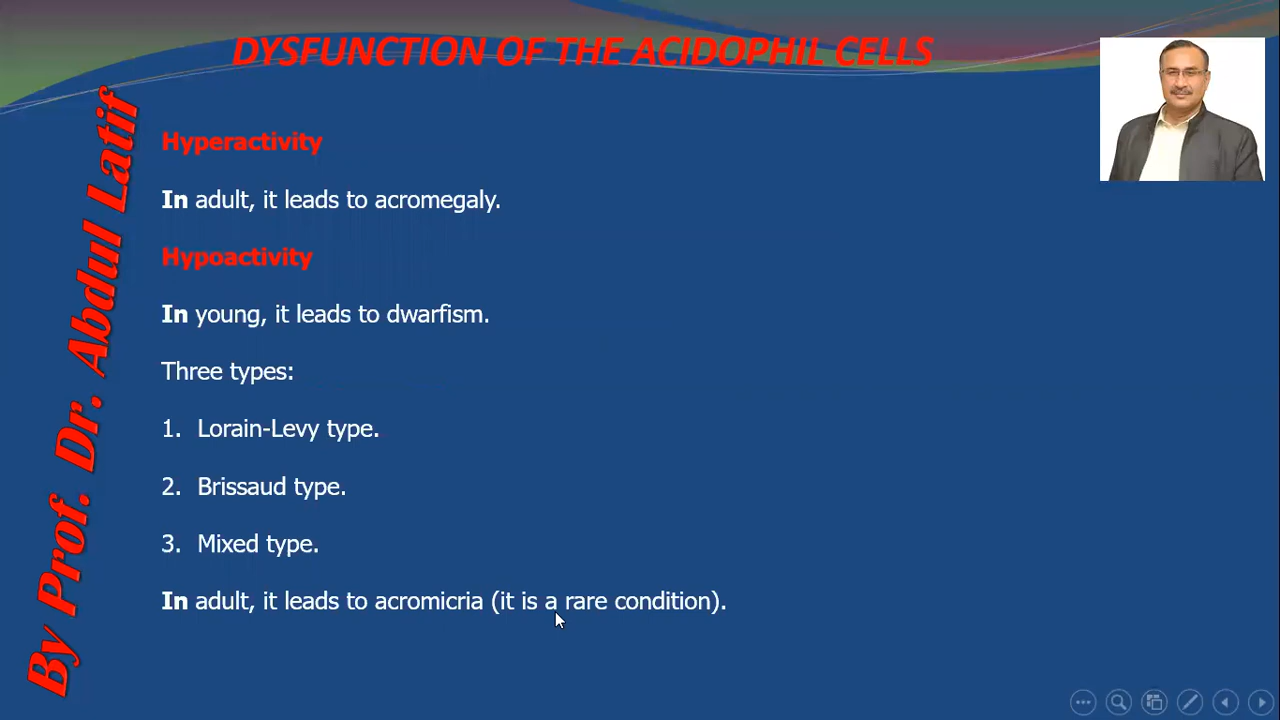 DYSFUNCTION OF THE ACIDOPHIL CELLS
By Prof. Dr. Abdul Latif
Hyperactivity
In adult, it leads to acromegaly.
Hypoactivity
In young, it leads to dwarfism.
Three types:
1. Lorain-Levy type.
2. Brissaud type.
3. Mixed type.
In adult, it leads to acromicria (it is a rare condition).